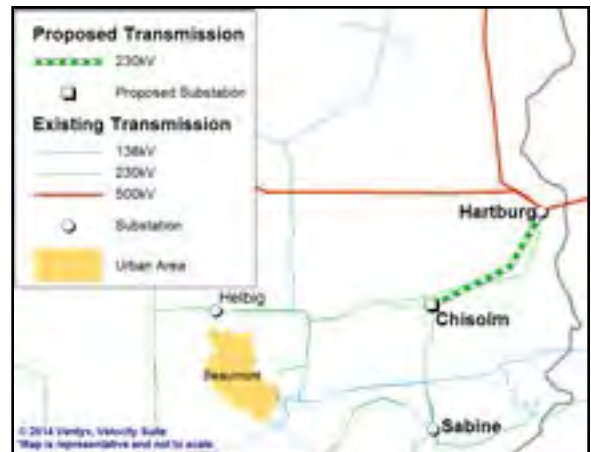 Proposed Transmission
230kV
Proposed Substation
Existing Transmission
138kV
230kV
500kV
Substation
Urban Area
Hartburg
Helbig
Chisolm
Beaumont
Sabine
© 2014 Ventyx, Velocity Suite
*Map is representative and not to scale